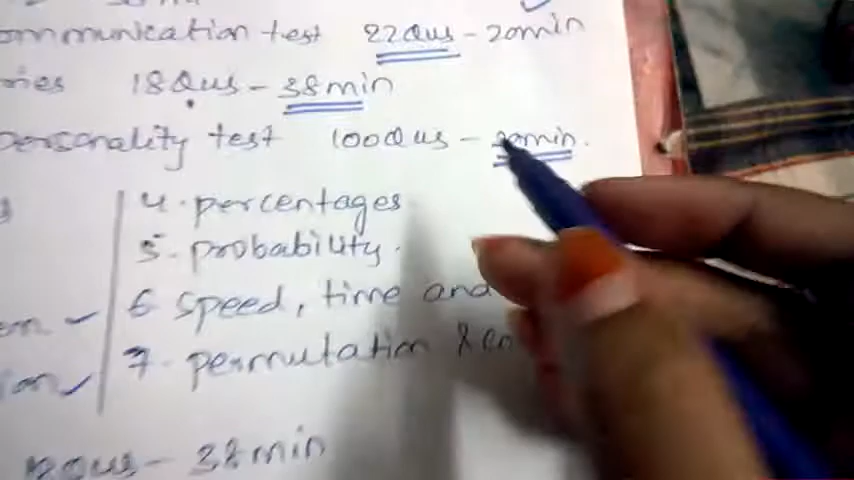 ommunication test 22Qus - 20min
ries 18Qus - 38min
personality test 100Qus - 20min.
4. percentages
5. probability.
6 speed, time and
7. permutation &
Qus - 38min